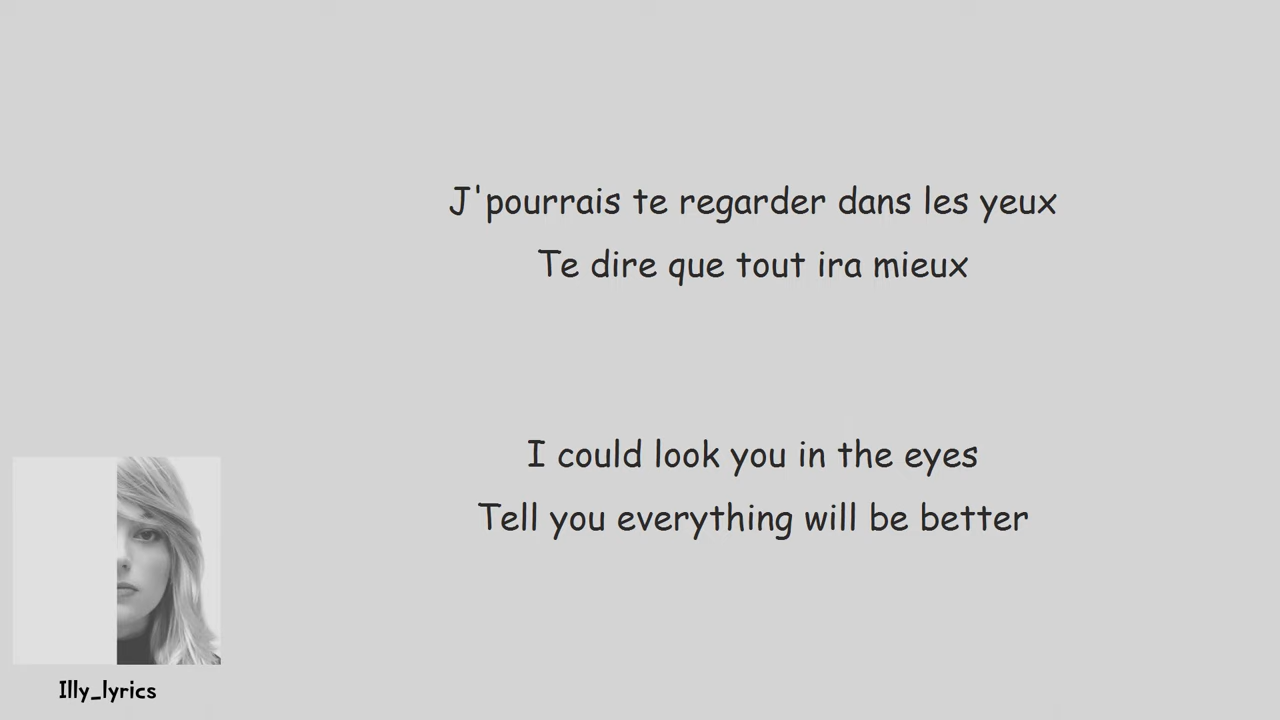 J'pourrais te regarder dans les yeux
Te dire que tout ira mieux
I could look you in the eyes
Tell you everything will be better
Illy_lyrics